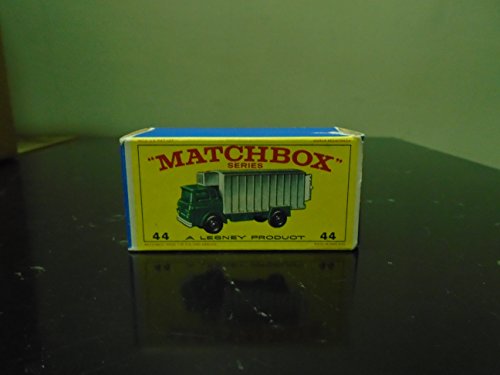 "MATCHBOX"
SERIES
44 44
A LESNEY PRODUCT